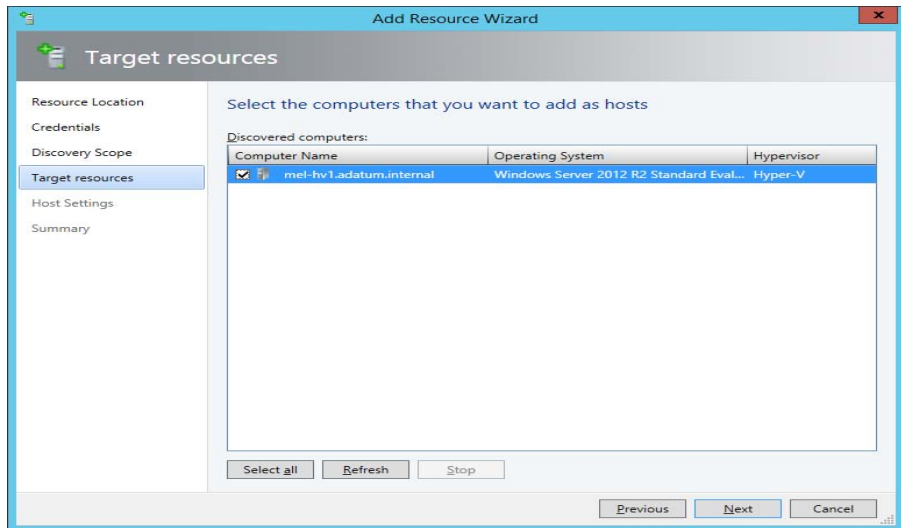 Add Resource Wizard
x
Target resources
Resource Location
Credentials
Discovery Scope
Target resources
Host Settings
Summary
Select the computers that you want to add as hosts
Discovered computers:
Computer Name Operating System Hypervisor
mel-hv1.adatum.internal Windows Server 2012 R2 Standard Eval... Hyper-V
Select all Refresh Stop
Previous Next Cancel